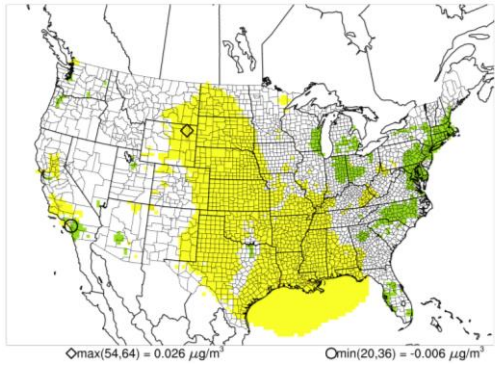 ◇max(54,64) = 0.026 μg/m³ ○min(20,36) = -0.006 μg/m³